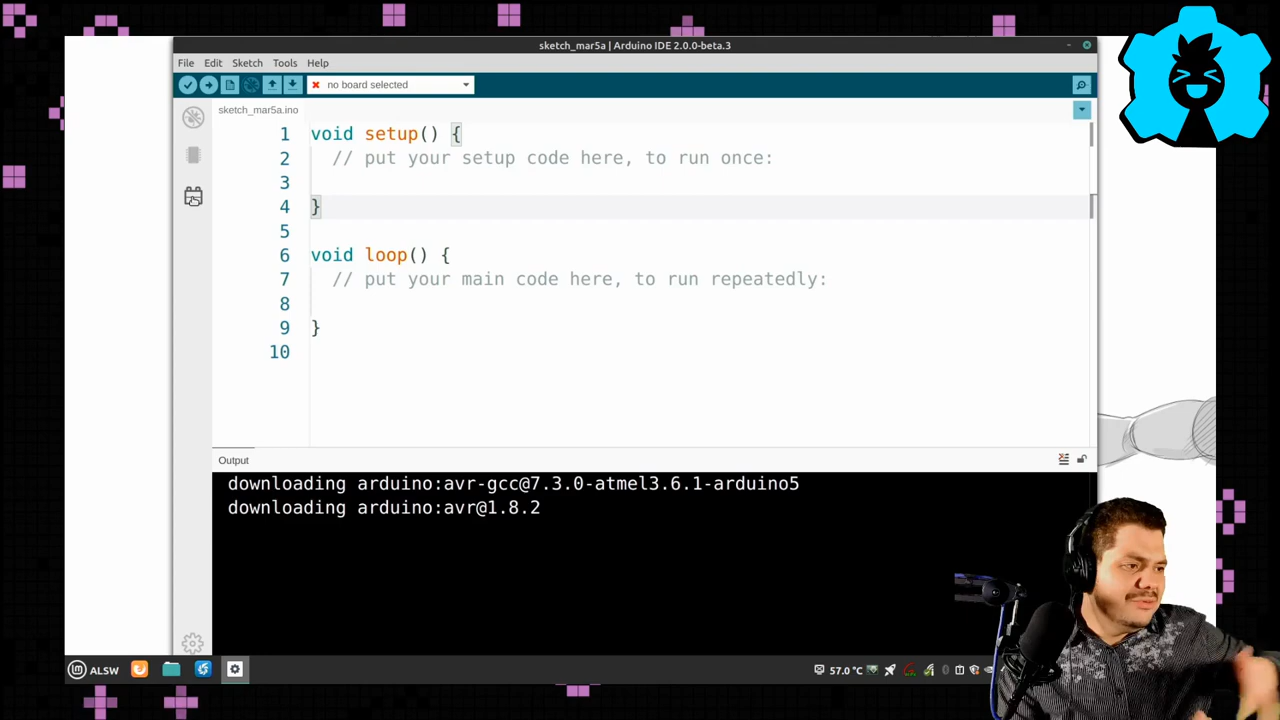 sketch_mar5a | Arduino IDE 2.0.0-beta.3
File Edit Sketch Tools Help
no board selected
sketch_mar5a.ino
1 void setup() {
2 // put your setup code here, to run once:
3
4 }
5
6 void loop() {
7 // put your main code here, to run repeatedly:
8
9 }
10
Output
downloading arduino:avr-gcc@7.3.0-atmel3.6.1-arduino5
downloading arduino:avr@1.8.2
ALSW
57.0 °C